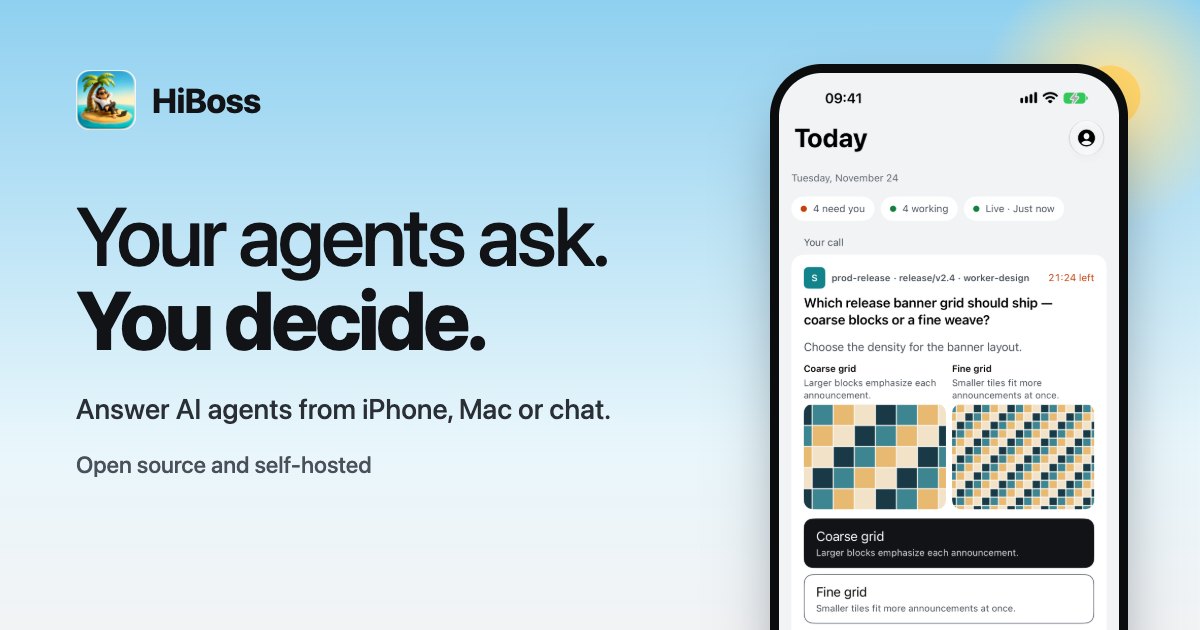 HiBoss
Your agents ask.
You decide.
Answer AI agents from iPhone, Mac or chat.
Open source and self-hosted
09:41
Today
Tuesday, November 24
4 need you
4 working
Live · Just now
Your call
S
prod-release · release/v2.4 · worker-design
21:24 left
Which release banner grid should ship —
coarse blocks or a fine weave?
Choose the density for the banner layout.
Coarse grid
Larger blocks emphasize each
announcement.
Fine grid
Smaller tiles fit more
announcements at once.
Coarse grid
Larger blocks emphasize each announcement.
Fine grid
Smaller tiles fit more announcements at once.